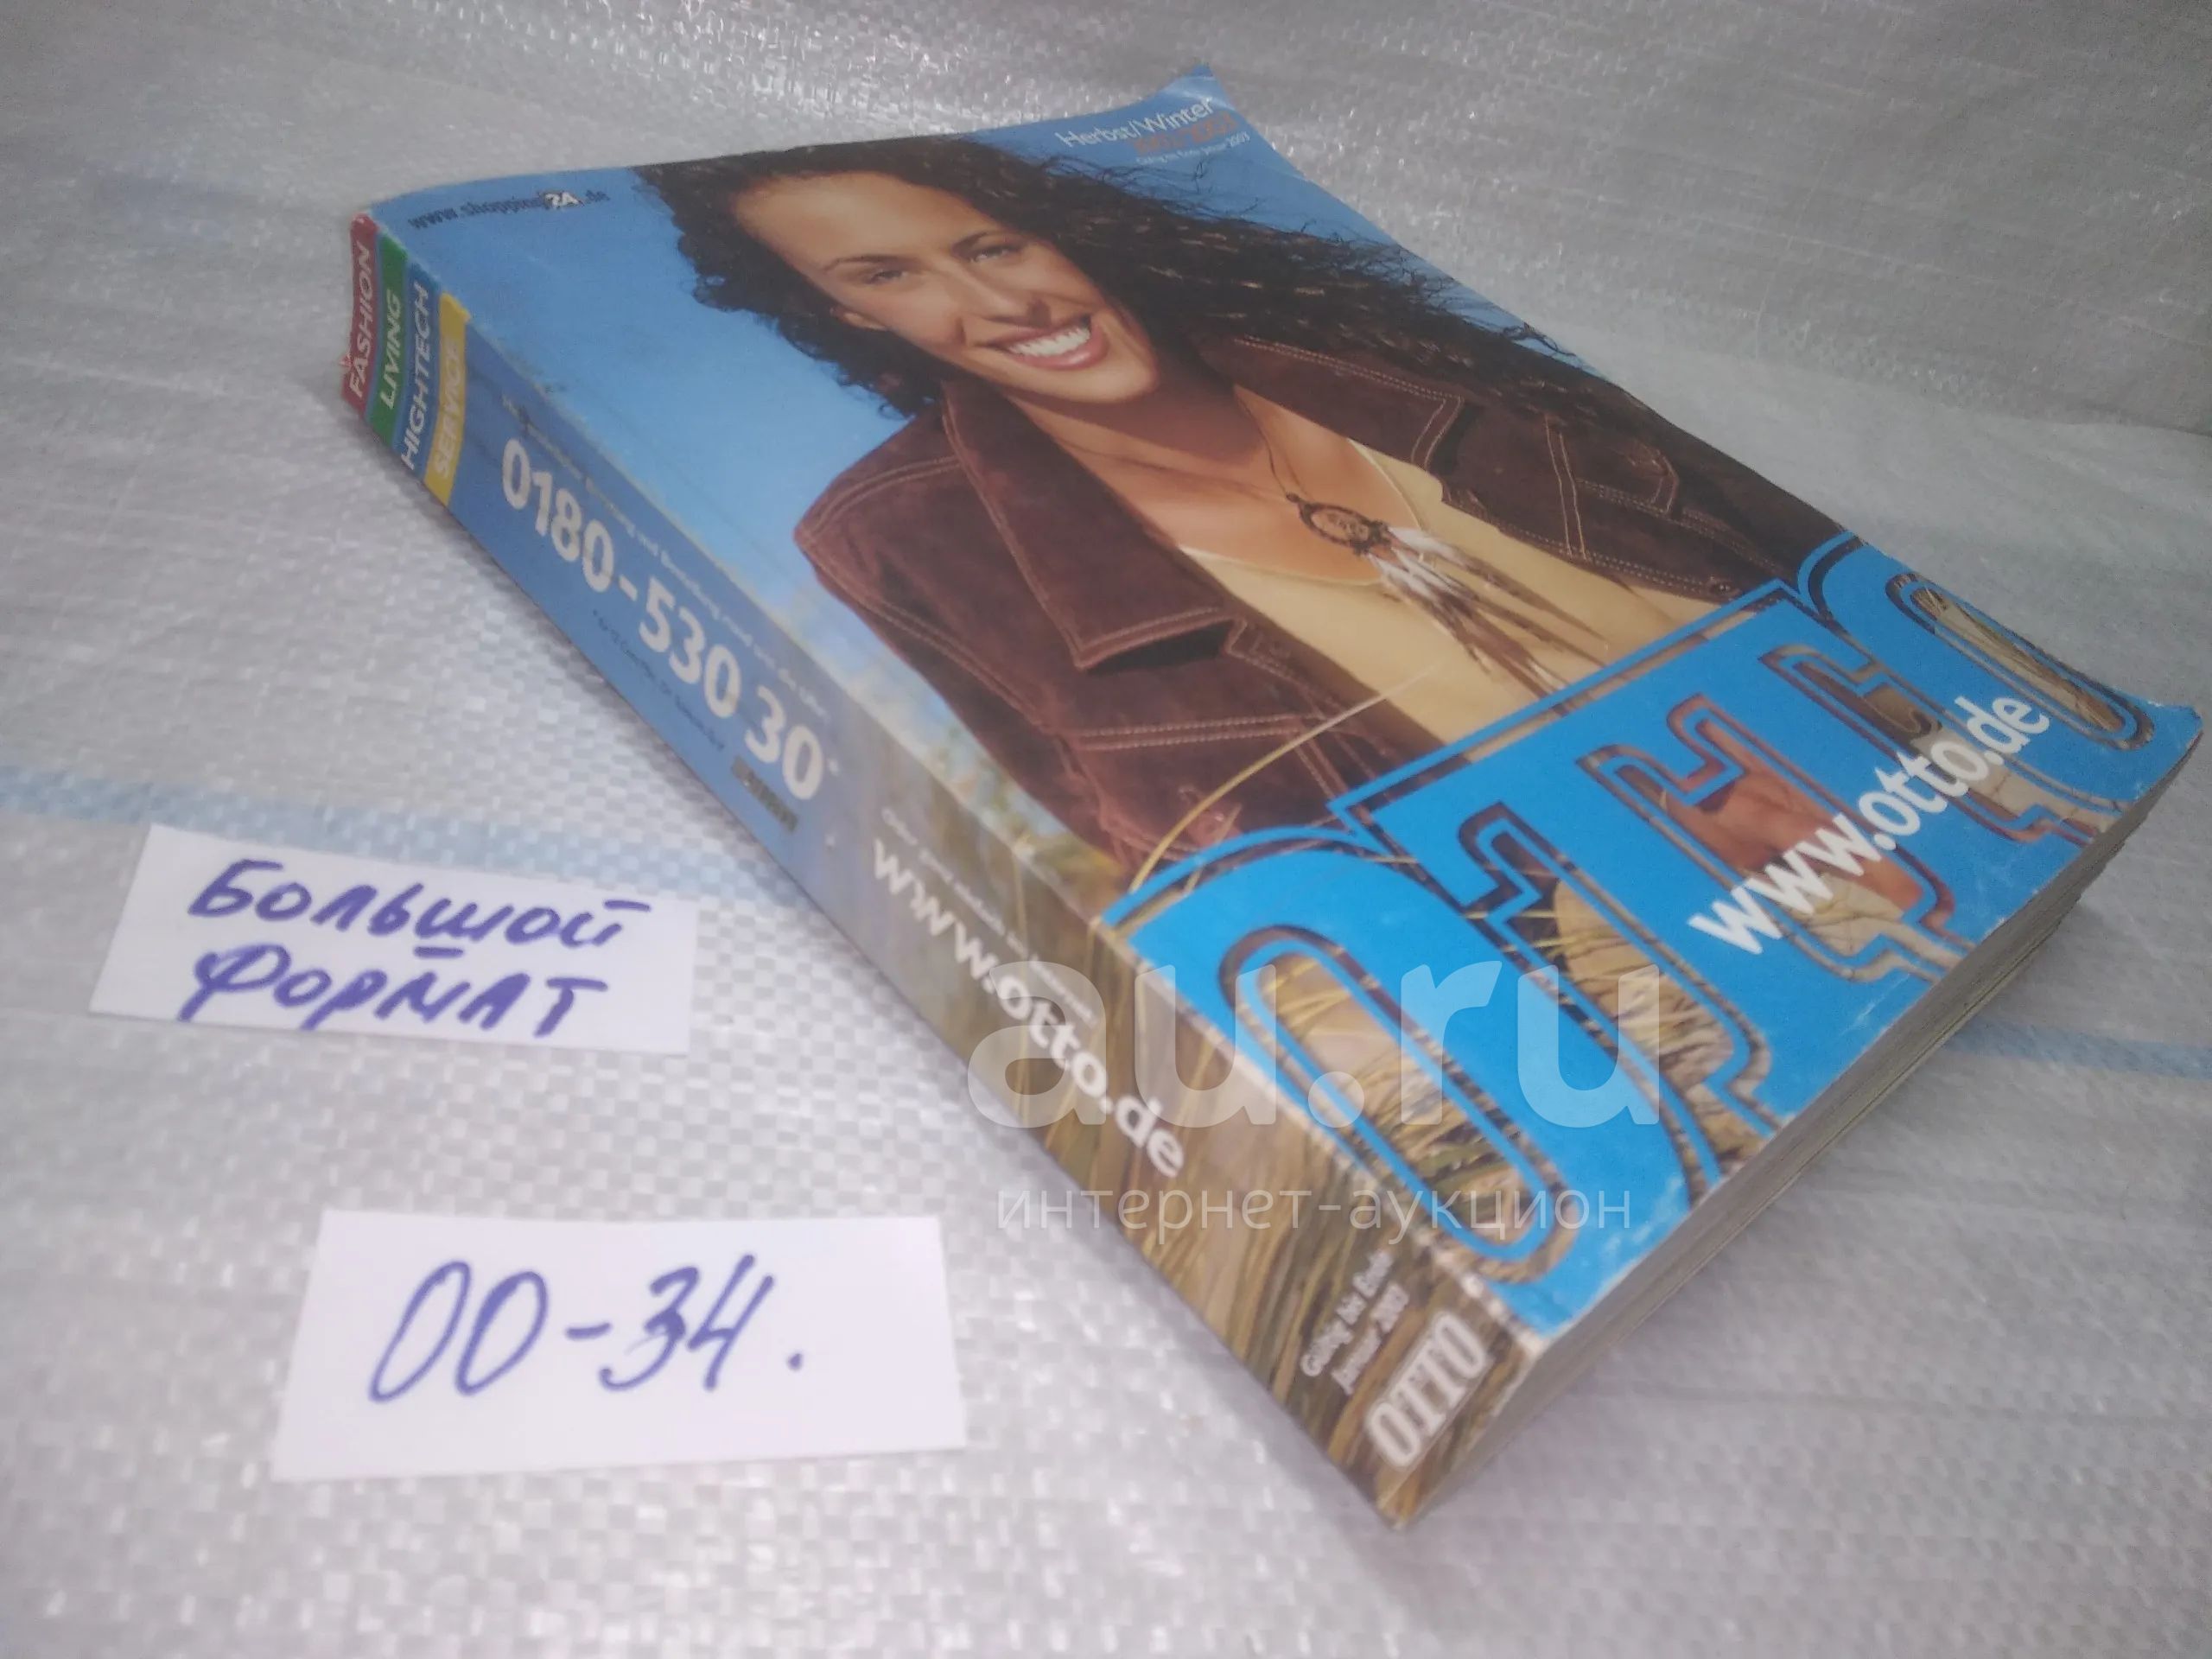 Herbst/Winter
www.shopping24.de
FASHION
LIVING
HIGHTECH
SERVICE
0180-530 30
www.otto.de
Gültig bis Ende
Januar 2003
OTTO
OTTO
www.otto.de
Большой
формат
00-34.
au.ru
интернет-аукцион